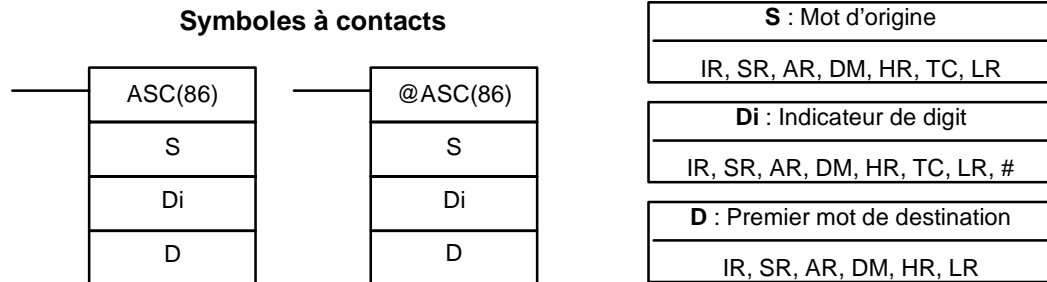 Symboles à contacts
ASC(86)
S
Di
D
@ASC(86)
S
Di
D
S : Mot d’origine
IR, SR, AR, DM, HR, TC, LR
Di : Indicateur de digit
IR, SR, AR, DM, HR, TC, LR, #
D : Premier mot de destination
IR, SR, AR, DM, HR, LR